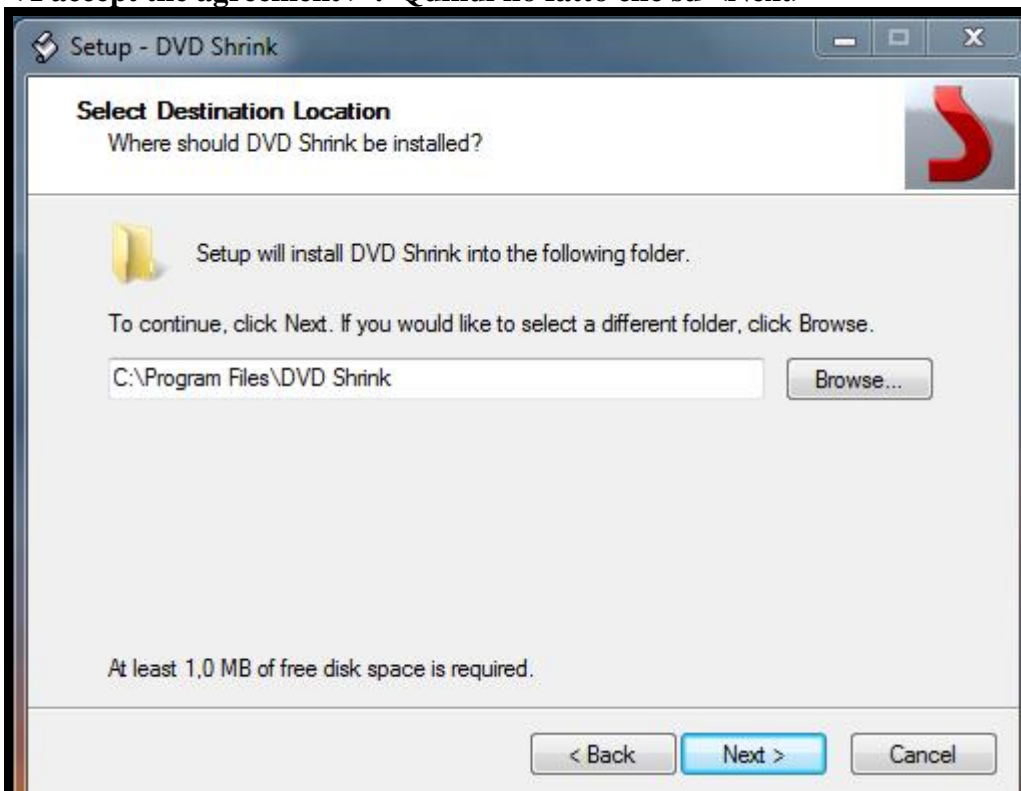 Setup - DVD Shrink
Select Destination Location
Where should DVD Shrink be installed?
Setup will install DVD Shrink into the following folder.
To continue, click Next. If you would like to select a different folder, click Browse.
C:\Program Files\DVD Shrink
Browse...
At least 1,0 MB of free disk space is required.
< Back
Next >
Cancel